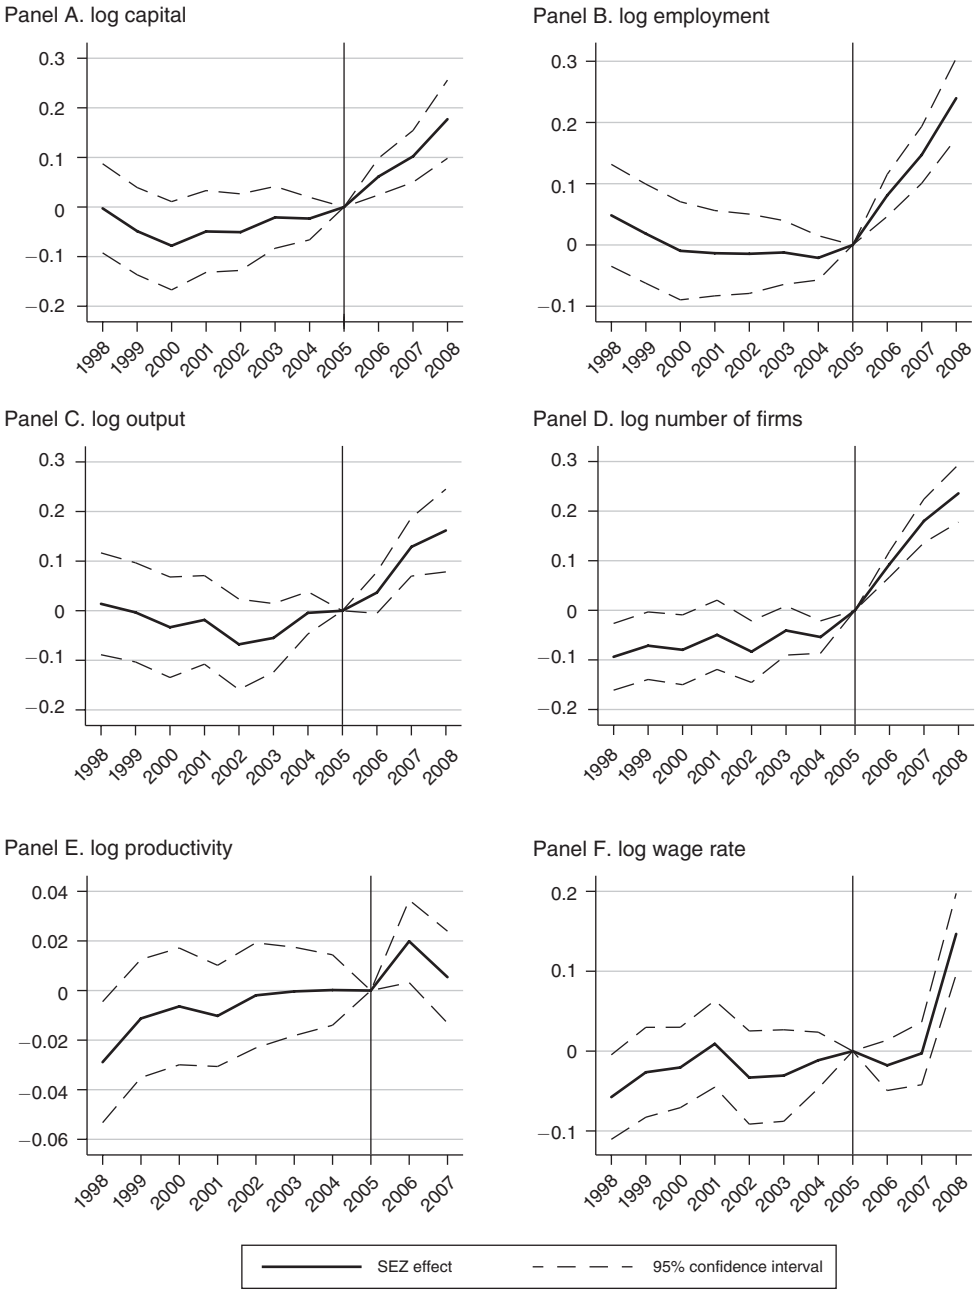 Panel A. log capital
0.3
0.2
0.1
0
−0.1
−0.2
1998 1999 2000 2001 2002 2003 2004 2005 2006 2007 2008
Panel B. log employment
0.3
0.2
0.1
0
−0.1
1998 1999 2000 2001 2002 2003 2004 2005 2006 2007 2008
Panel C. log output
0.3
0.2
0.1
0
−0.1
−0.2
1998 1999 2000 2001 2002 2003 2004 2005 2006 2007 2008
Panel D. log number of firms
0.3
0.2
0.1
0
−0.1
−0.2
1998 1999 2000 2001 2002 2003 2004 2005 2006 2007 2008
Panel E. log productivity
0.04
0.02
0
−0.02
−0.04
−0.06
1998 1999 2000 2001 2002 2003 2004 2005 2006 2007
Panel F. log wage rate
0.2
0.1
0
−0.1
1998 1999 2000 2001 2002 2003 2004 2005 2006 2007 2008
SEZ effect
95% confidence interval